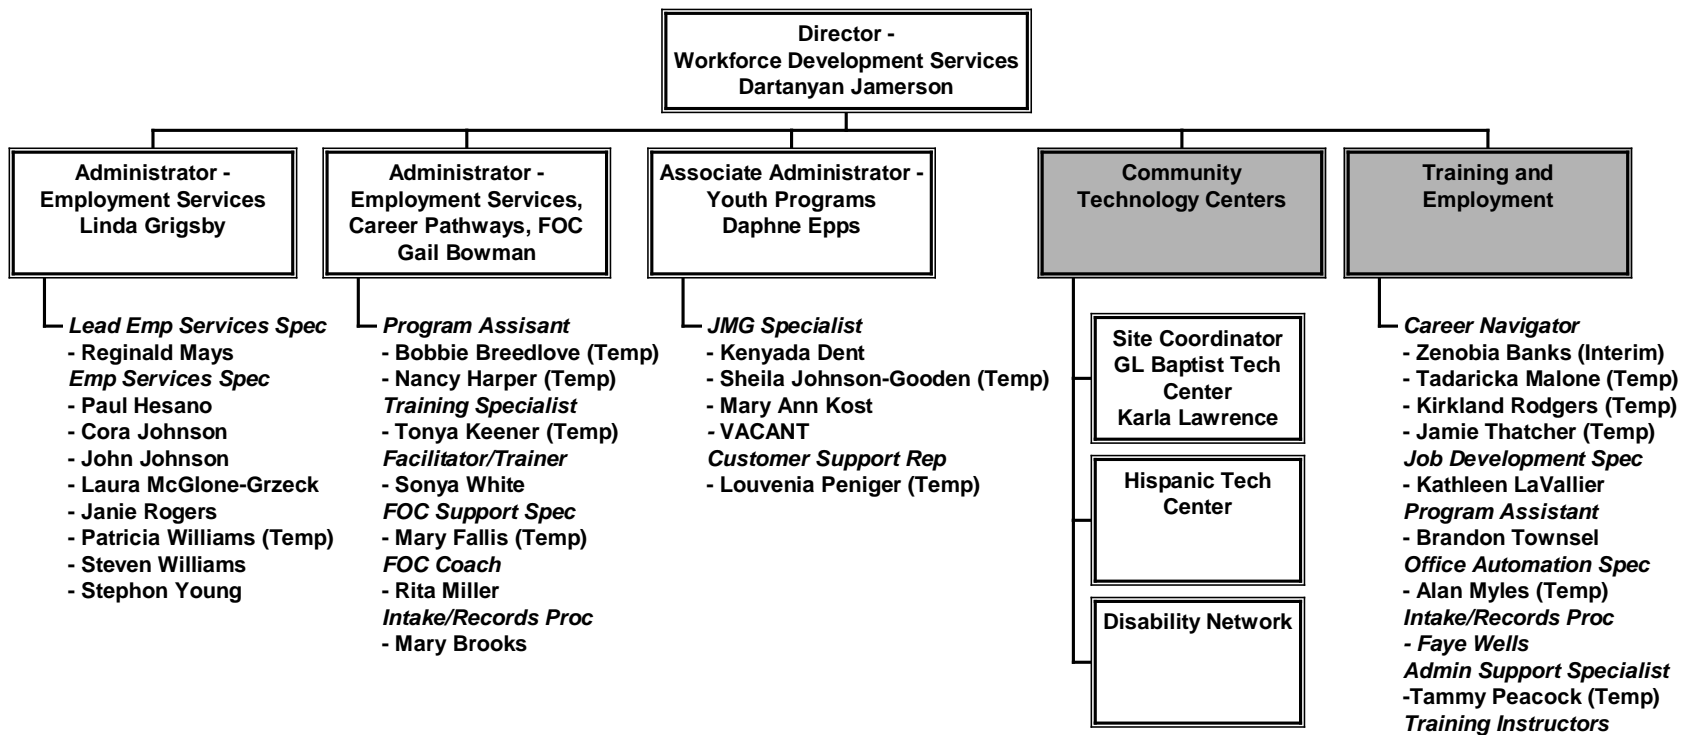 Director -
Workforce Development Services
Dartanyan Jamerson
Administrator -
Employment Services
Linda Grigsby
Lead Emp Services Spec
- Reginald Mays
Emp Services Spec
- Paul Hesano
- Cora Johnson
- John Johnson
- Laura McGlone-Grzeck
- Janie Rogers
- Patricia Williams (Temp)
- Steven Williams
- Stephon Young
Administrator -
Employment Services,
Career Pathways, FOC
Gail Bowman
Program Assisant
- Bobbie Breedlove (Temp)
- Nancy Harper (Temp)
Training Specialist
- Tonya Keener (Temp)
Facilitator/Trainer
- Sonya White
FOC Support Spec
- Mary Fallis (Temp)
FOC Coach
- Rita Miller
Intake/Records Proc
- Mary Brooks
Associate Administrator -
Youth Programs
Daphne Epps
JMG Specialist
- Kenyada Dent
- Sheila Johnson-Gooden (Temp)
- Mary Ann Kost
- VACANT
Customer Support Rep
- Louvenia Peniger (Temp)
Community
Technology Centers
Site Coordinator
GL Baptist Tech
Center
Karla Lawrence
Hispanic Tech
Center
Disability Network
Training and
Employment
Career Navigator
- Zenobia Banks (Interim)
- Tadaricka Malone (Temp)
- Kirkland Rodgers (Temp)
- Jamie Thatcher (Temp)
Job Development Spec
- Kathleen LaVallier
Program Assistant
- Brandon Townsel
Office Automation Spec
- Alan Myles (Temp)
Intake/Records Proc
- Faye Wells
Admin Support Specialist
-Tammy Peacock (Temp)
Training Instructors